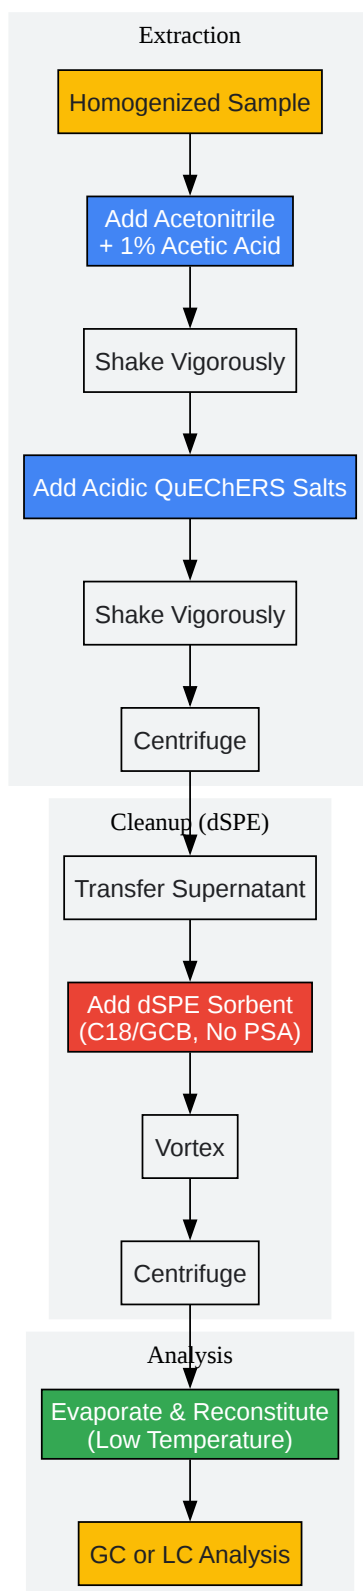 Extraction
Homogenized Sample
Add Acetonitrile
+ 1% Acetic Acid
Shake Vigorously
Add Acidic QuEChERS Salts
Shake Vigorously
Centrifuge
Cleanup (dSPE)
Transfer Supernatant
Add dSPE Sorbent
(C18/GCB, No PSA)
Vortex
Centrifuge
Analysis
Evaporate & Reconstitute
(Low Temperature)
GC or LC Analysis